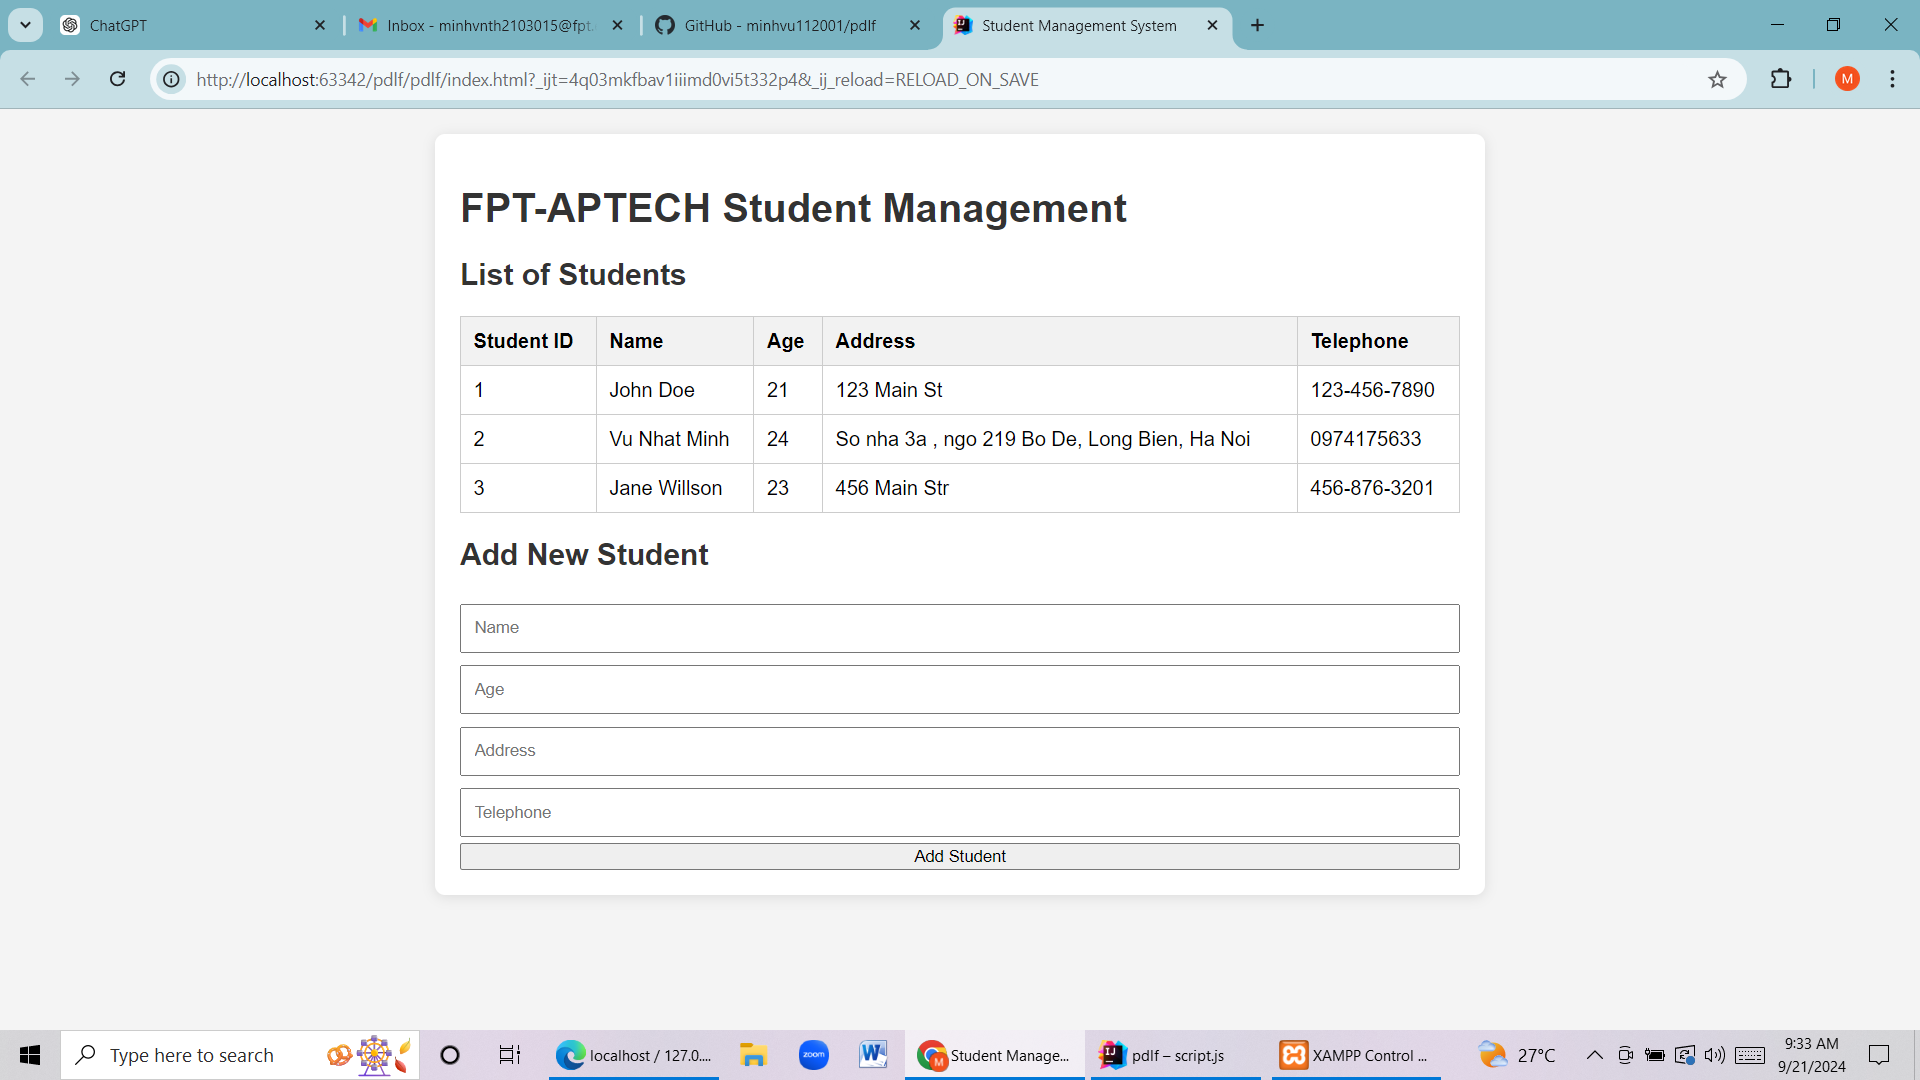 ChatGPT
Inbox - minhvnth2103015@fpt.
GitHub - minhvu112001/pdlf
Student Management System
http://localhost:63342/pdlf/pdlf/index.html?_ijt=4q03mkfbav1iiimd0vi5t332p4&_ij_reload=RELOAD_ON_SAVE
M
FPT-APTECH Student Management
List of Students
Student ID Name Age Address Telephone
1 John Doe 21 123 Main St 123-456-7890
2 Vu Nhat Minh 24 So nha 3a , ngo 219 Bo De, Long Bien, Ha Noi 0974175633
3 Jane Willson 23 456 Main Str 456-876-3201
Add New Student
Name
Age
Address
Telephone
Add Student
Type here to search
localhost / 127.0....
zoom
W
M
Student Manage...
IJ
pdlf – script.js
XAMPP Control ...
27°C
9:33 AM
9/21/2024